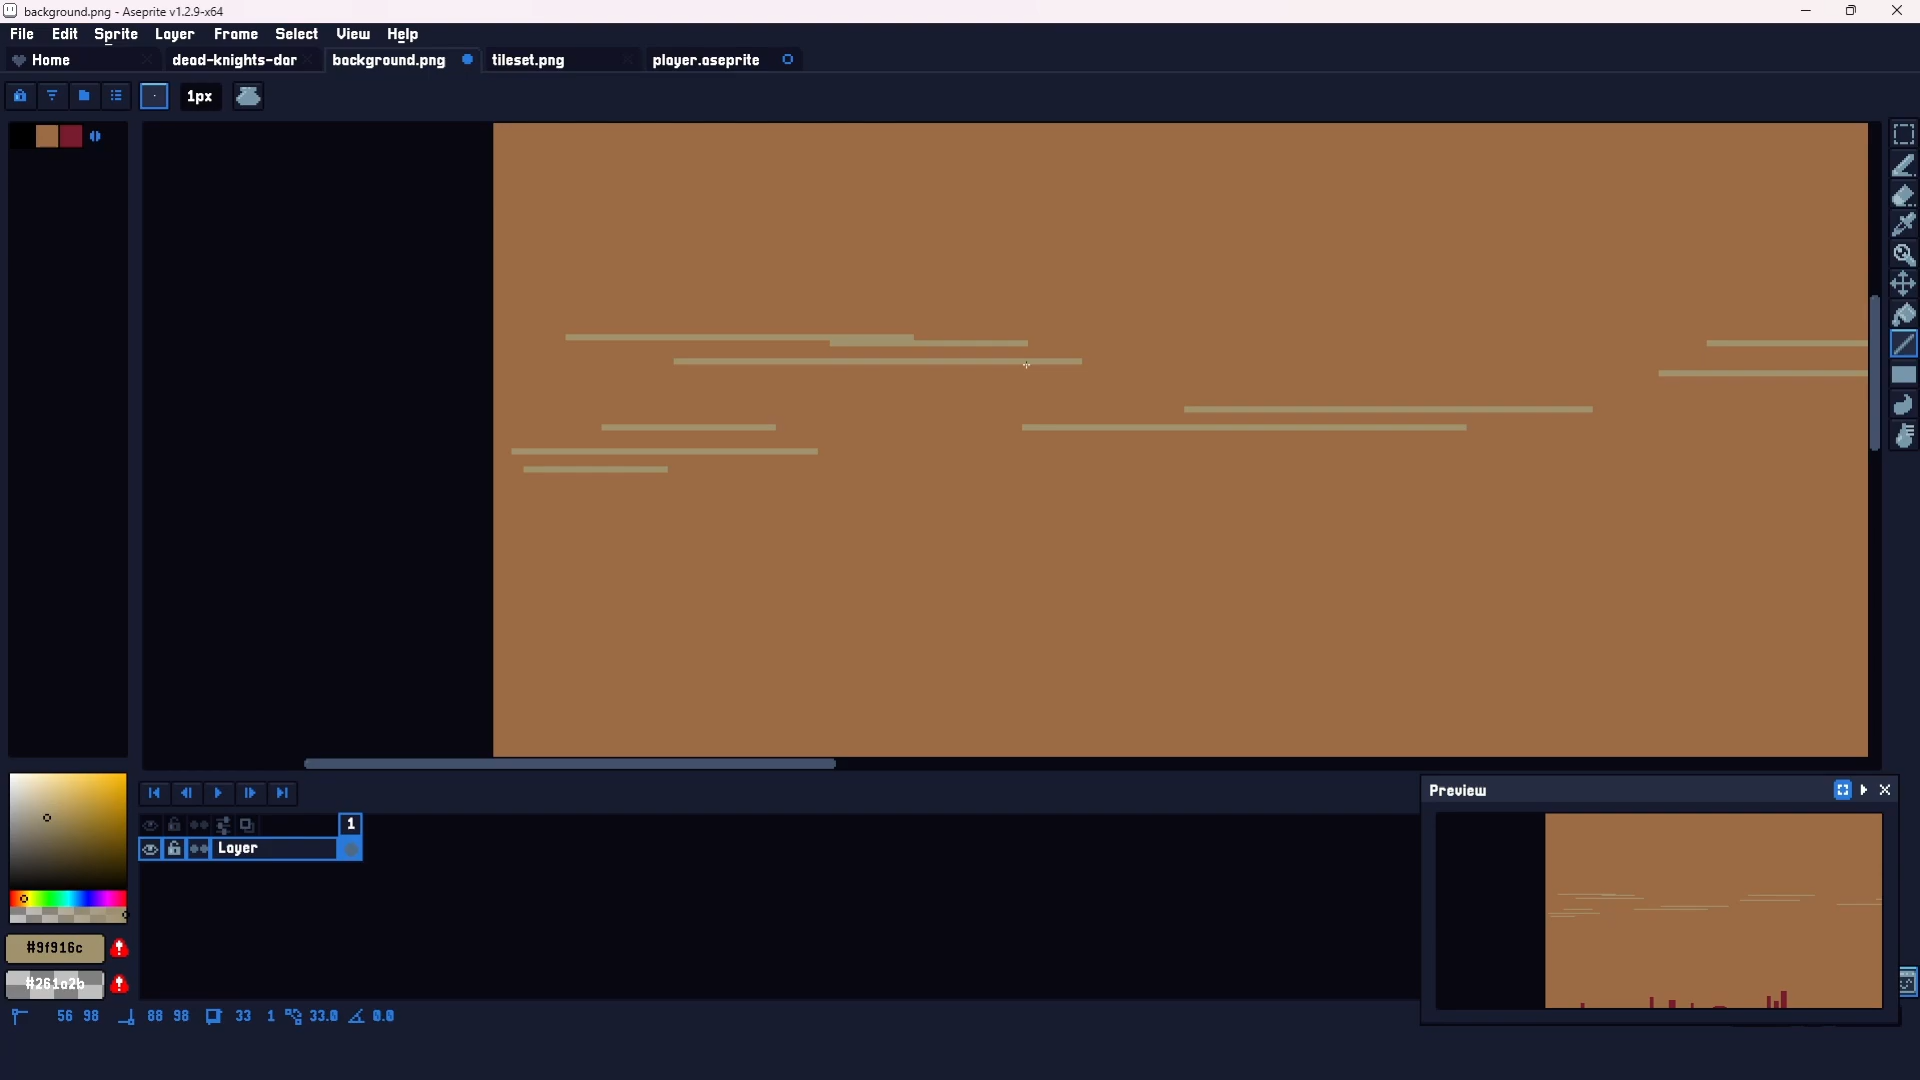 background.png - Aseprite v1.2.9-x64
File Edit Sprite Layer Frame Select View Help
Home dead-knights-dar background.png tileset.png player.aseprite
1px
Preview
1
Layer
#9f916c
#261a2b
56 98 88 98 33 1 33.0 0.0